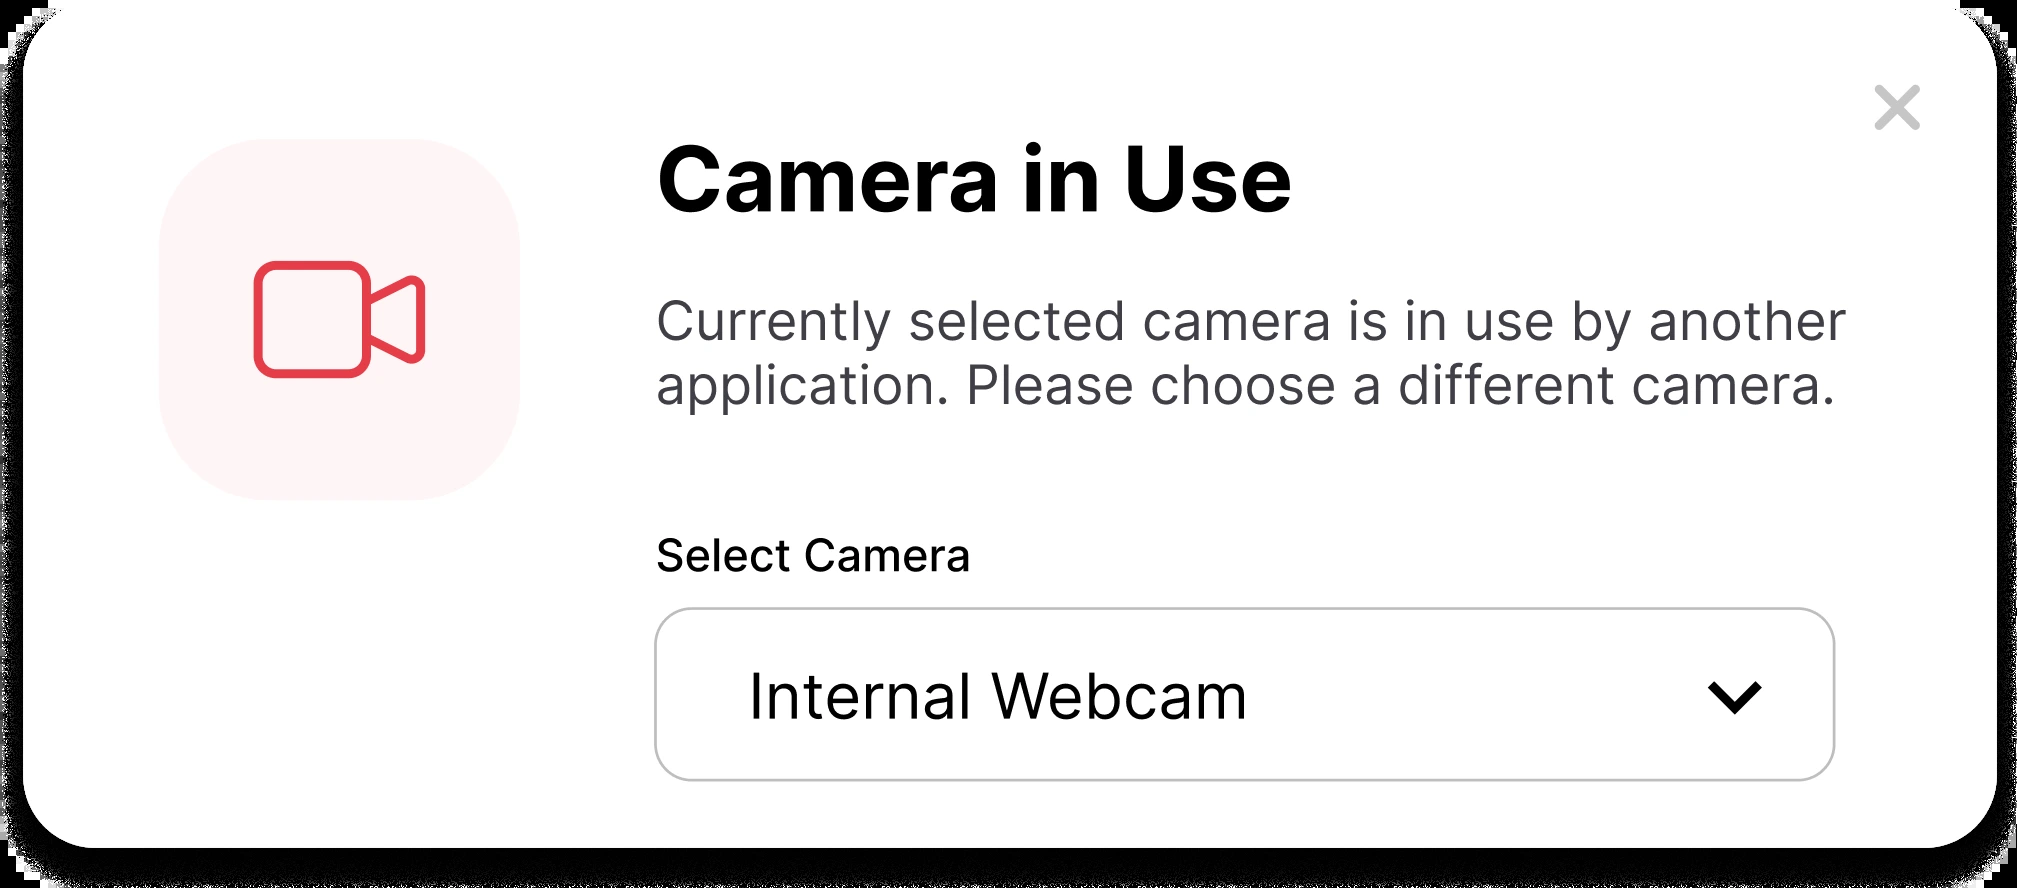 Camera in Use
Currently selected camera is in use by another
application. Please choose a different camera.
Select Camera
Internal Webcam